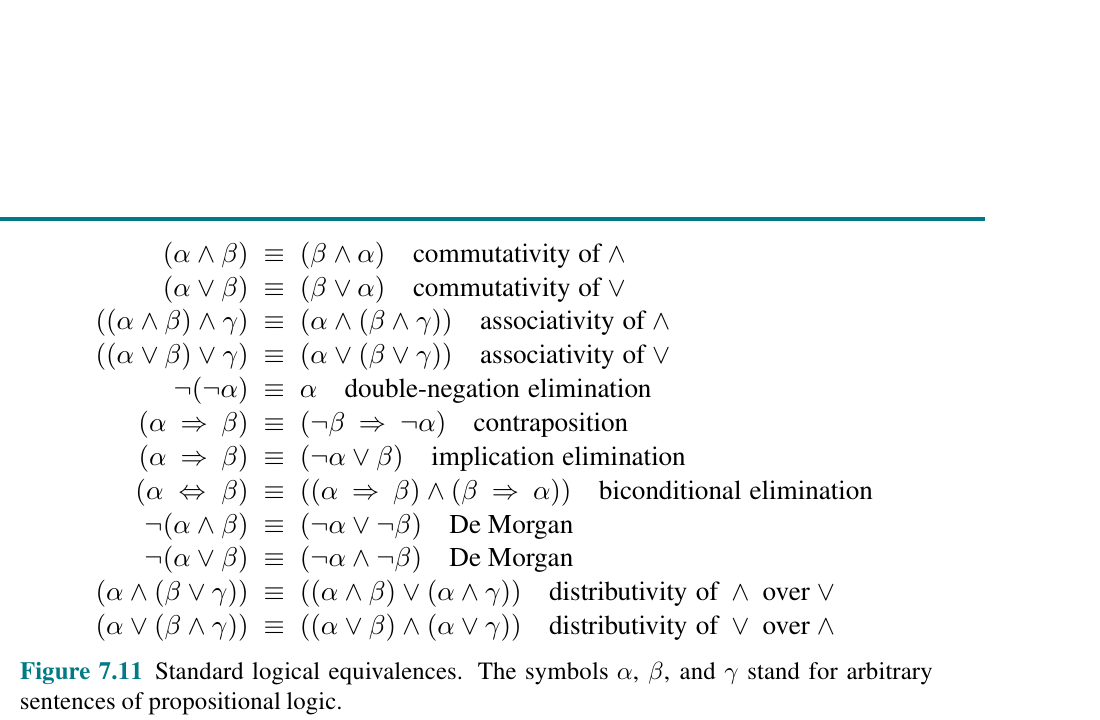 (α ∧ β) ≡ (β ∧ α) commutativity of ∧
(α ∨ β) ≡ (β ∨ α) commutativity of ∨
((α ∧ β) ∧ γ) ≡ (α ∧ (β ∧ γ)) associativity of ∧
((α ∨ β) ∨ γ) ≡ (α ∨ (β ∨ γ)) associativity of ∨
¬(¬α) ≡ α double-negation elimination
(α ⇒ β) ≡ (¬β ⇒ ¬α) contraposition
(α ⇒ β) ≡ (¬α ∨ β) implication elimination
(α ⇔ β) ≡ ((α ⇒ β) ∧ (β ⇒ α)) biconditional elimination
¬(α ∧ β) ≡ (¬α ∨ ¬β) De Morgan
¬(α ∨ β) ≡ (¬α ∧ ¬β) De Morgan
(α ∧ (β ∨ γ)) ≡ ((α ∧ β) ∨ (α ∧ γ)) distributivity of ∧ over ∨
(α ∨ (β ∧ γ)) ≡ ((α ∨ β) ∧ (α ∨ γ)) distributivity of ∨ over ∧
Figure 7.11 Standard logical equivalences. The symbols α, β, and γ stand for arbitrary
sentences of propositional logic.